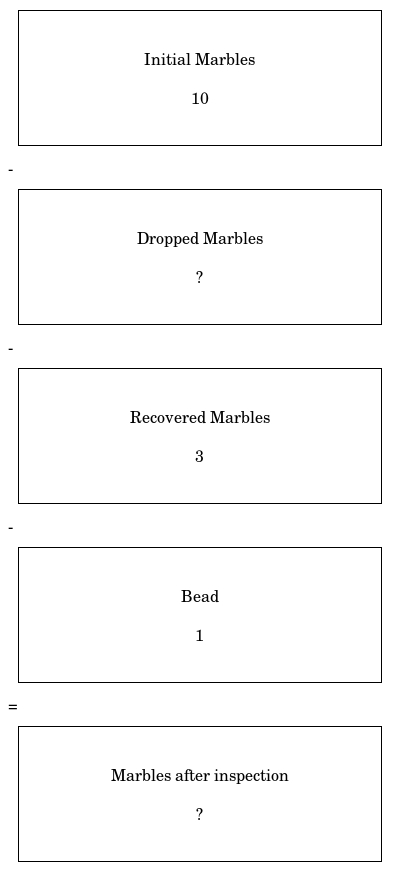 Initial Marbles
10
-
Dropped Marbles
?
-
Recovered Marbles
3
-
Bead
1
=
Marbles after inspection
?